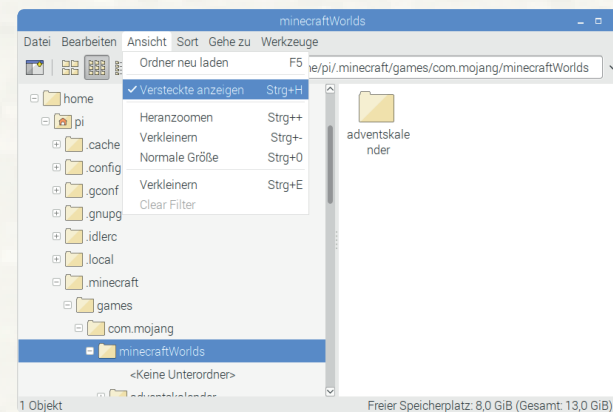 minecraftWorlds
Datei Bearbeiten Ansicht Sort Gehe zu Werkzeuge
e/pi/.minecraft/games/com.mojang/minecraftWorlds
Ordner neu laden F5
Versteckte anzeigen Strg+H
Heranzoomen Strg++
Verkleinern Strg+-
Normale Größe Strg+0
Verkleinern Strg+E
Clear Filter
home
pi
.cache
.config
.gconf
.gnupg
.idlerc
.local
.minecraft
games
com.mojang
minecraftWorlds
<Keine Unterordner>
adventskalender
adventskale
nder
1 Objekt
Freier Speicherplatz: 8,0 GiB (Gesamt: 13,0 GiB)